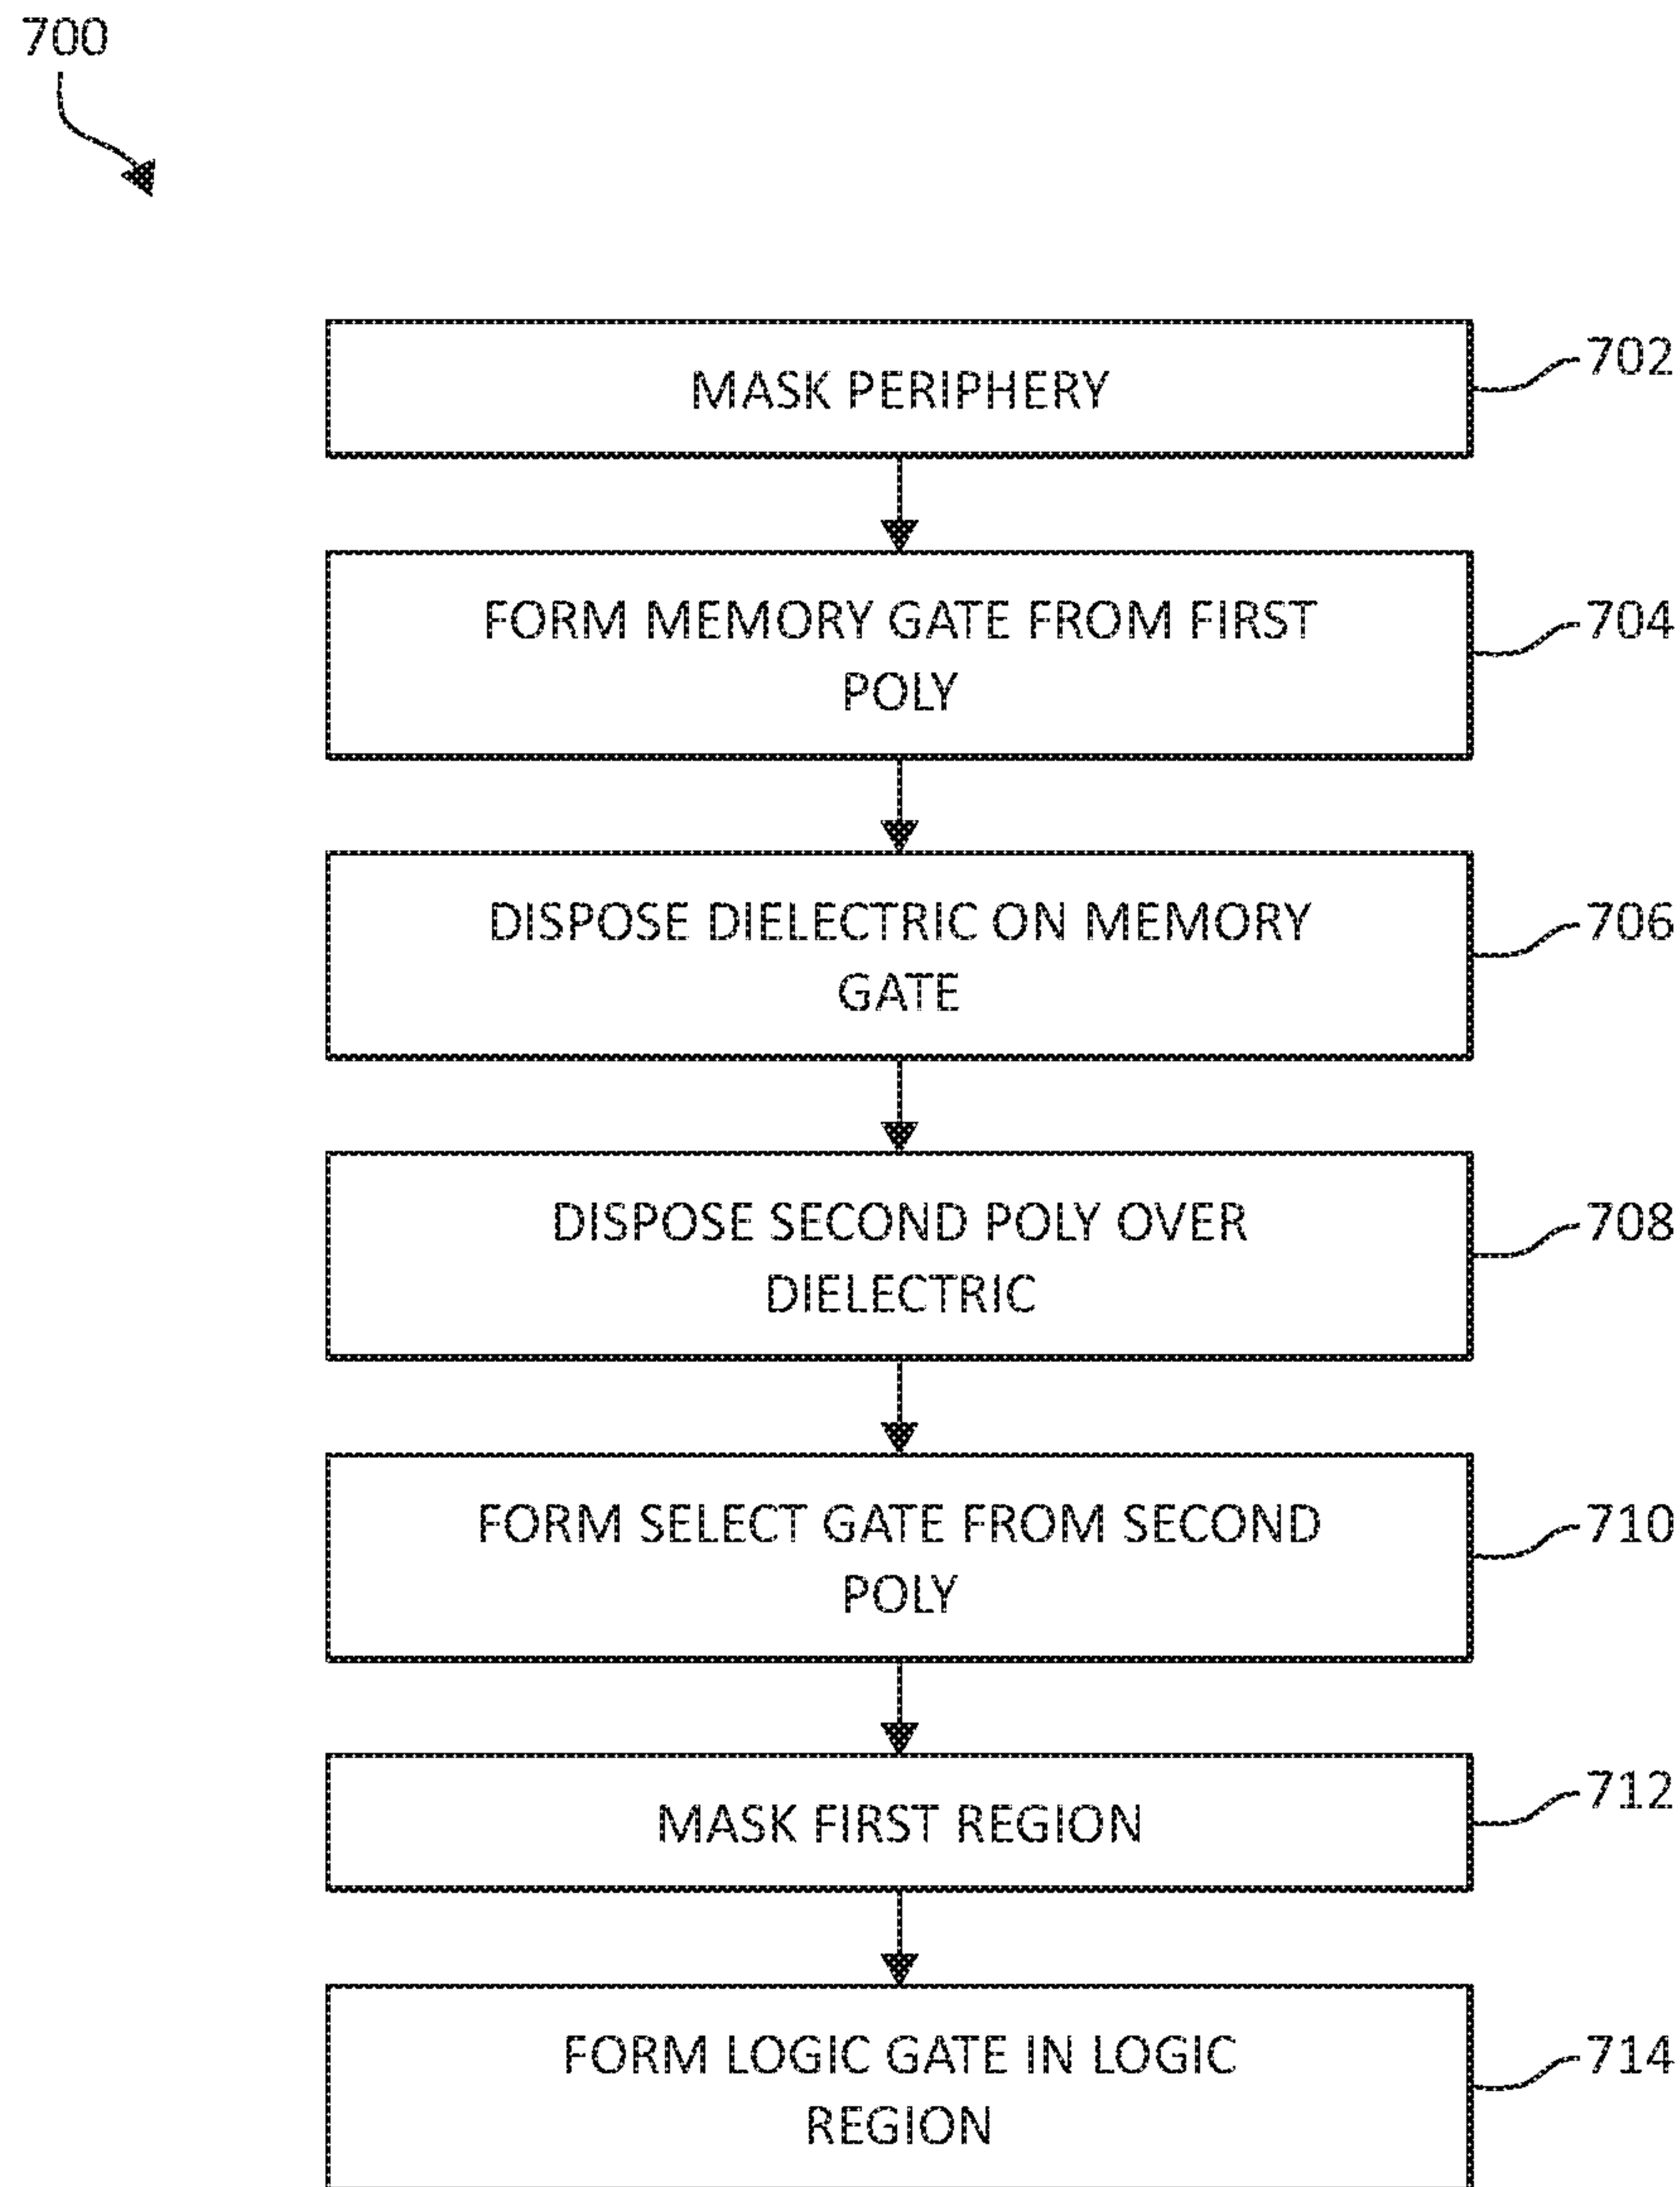 700
MASK PERIPHERY
702
FORM MEMORY GATE FROM FIRST
POLY
704
DISPOSE DIELECTRIC ON MEMORY
GATE
706
DISPOSE SECOND POLY OVER
DIELECTRIC
708
FORM SELECT GATE FROM SECOND
POLY
710
MASK FIRST REGION
712
FORM LOGIC GATE IN LOGIC
REGION
714